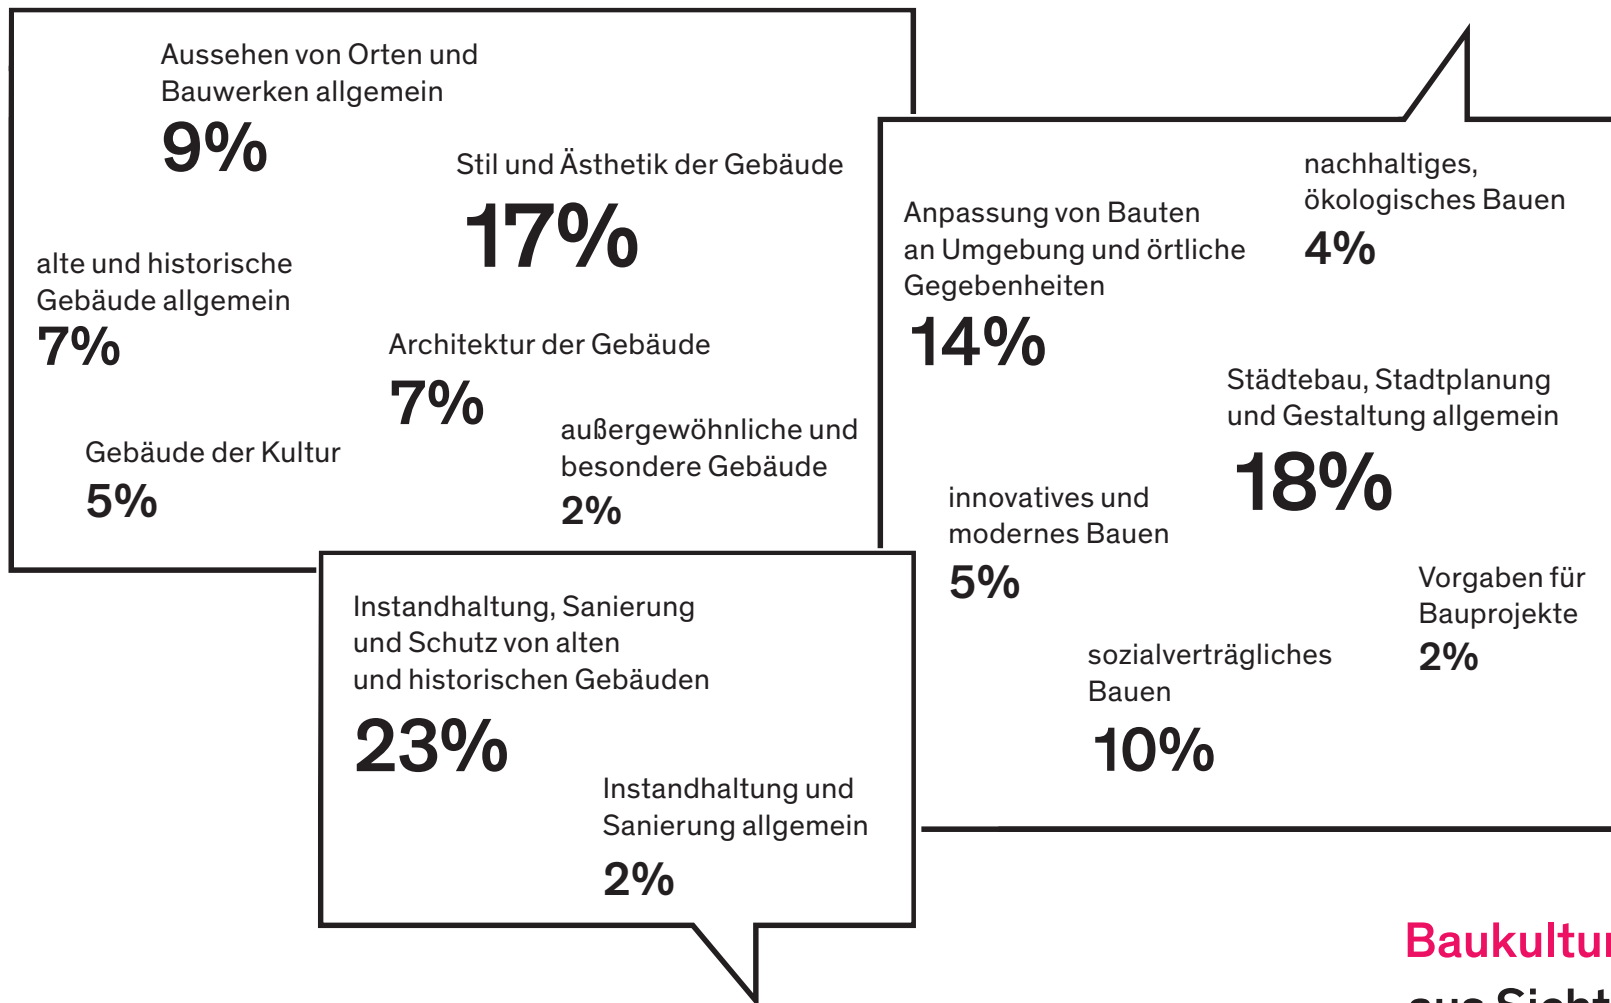 Aussehen von Orten und
Bauwerken allgemein
9%
Stil und Ästhetik der Gebäude
17%
alte und historische
Gebäude allgemein
7%
Architektur der Gebäude
7%
Gebäude der Kultur
5%
außergewöhnliche und
besondere Gebäude
2%
nachhaltiges,
ökologisches Bauen
4%
Anpassung von Bauten
an Umgebung und örtliche
Gegebenheiten
14%
Städtebau, Stadtplanung
und Gestaltung allgemein
18%
innovatives und
modernes Bauen
5%
Vorgaben für
Bauprojekte
2%
sozialverträgliches
Bauen
10%
Instandhaltung, Sanierung
und Schutz von alten
und historischen Gebäuden
23%
Instandhaltung und
Sanierung allgemein
2%
Baukultur
aus Sicht